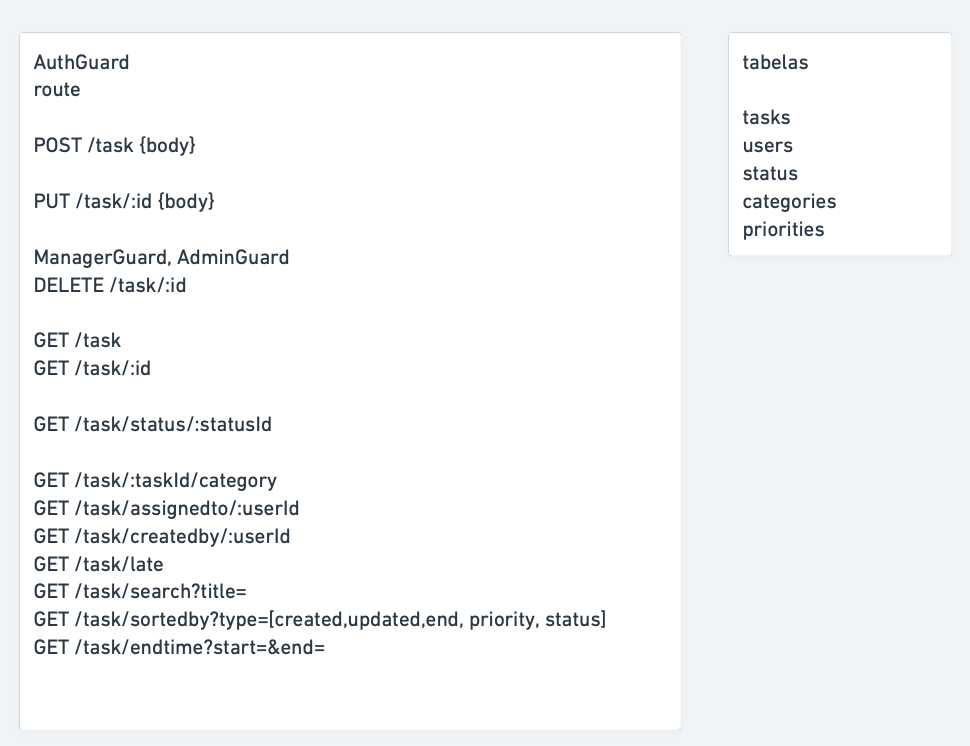 AuthGuard
route
POST /task {body}
PUT /task/:id {body}
ManagerGuard, AdminGuard
DELETE /task/:id
GET /task
GET /task/:id
GET /task/status/:statusId
GET /task/:taskId/category
GET /task/assignedto/:userId
GET /task/createdby/:userId
GET /task/late
GET /task/search?title=
GET /task/sortedby?type=[created,updated,end, priority, status]
GET /task/endtime?start=&end=
tabelas
tasks
users
status
categories
priorities